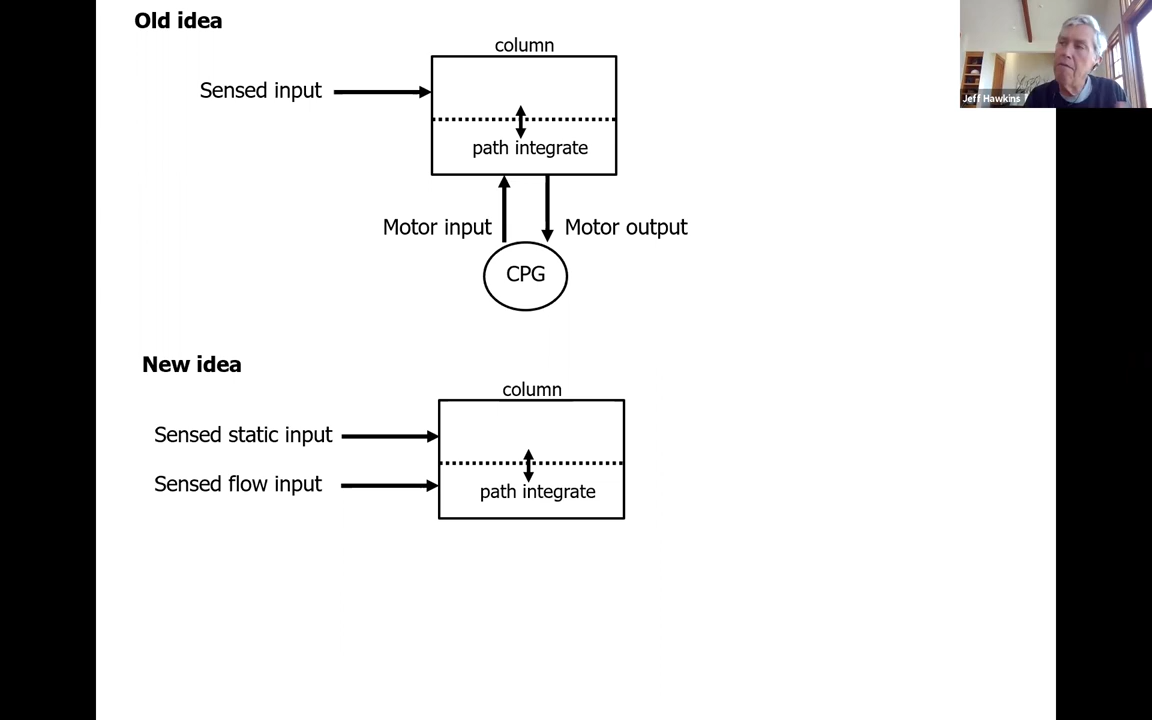 Old idea
column
Sensed input
path integrate
Motor input
Motor output
CPG
New idea
column
Sensed static input
Sensed flow input
path integrate
Jeff Hawkins